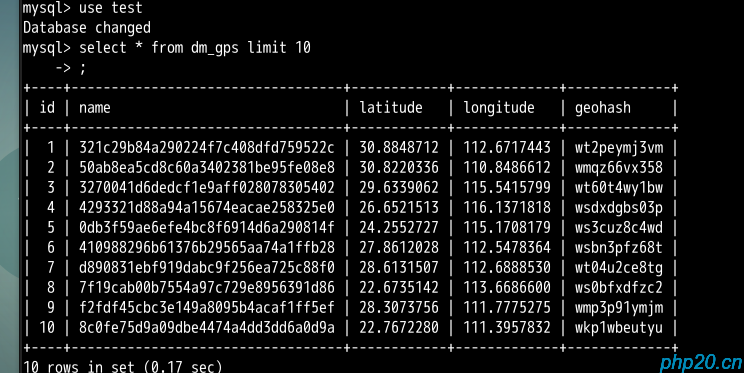 mysql> use test
Database changed
mysql> select * from dm_gps limit 10
    -> ;
+----+----------------------------------+------------+-------------+-------------+
| id | name                             | latitude   | longitude   | geohash     |
+----+----------------------------------+------------+-------------+-------------+
|  1 | 321c29b84a290224f7c408dfd759522c | 30.8848712 | 112.6717443 | wt2peymj3vm |
|  2 | 50ab8ea5cd8c60a3402381be95fe08e8 | 30.8220336 | 110.8486612 | wmqz66vx358 |
|  3 | 3270041d6dedcf1e9aff028078305402 | 29.6339062 | 115.5415799 | wt60t4wy1bw |
|  4 | 4293321d88a94a15674eacae258325e0 | 26.6521513 | 116.1371818 | wsdxdgbs03p |
|  5 | 0db3f59ae6efe4bc8f6914d6a290814f | 24.2552727 | 115.1708179 | ws3cuz8c4wd |
|  6 | 410988296b61376b29565aa74a1ffb28 | 27.8612028 | 112.5478364 | wsbn3pfz68t |
|  7 | d890831ebf919dabc9f256ea725c88f0 | 28.6131507 | 112.6888530 | wt04u2ce8tg |
|  8 | 7f19cab00b7554a97c729e8956391d86 | 22.6735142 | 113.6686600 | ws0bfxdfzc2 |
|  9 | f2fdf45cbc3e149a8095b4acaf1ff5ef | 28.3073756 | 111.7775275 | wmp3p91ymjm |
| 10 | 8c0fe75d9a09dbe4474a4dd3dd6a0d9a | 22.7672280 | 111.3957832 | wkp1wbeutyu |
+----+----------------------------------+------------+-------------+-------------+
10 rows in set (0.17 sec)
php20.cn